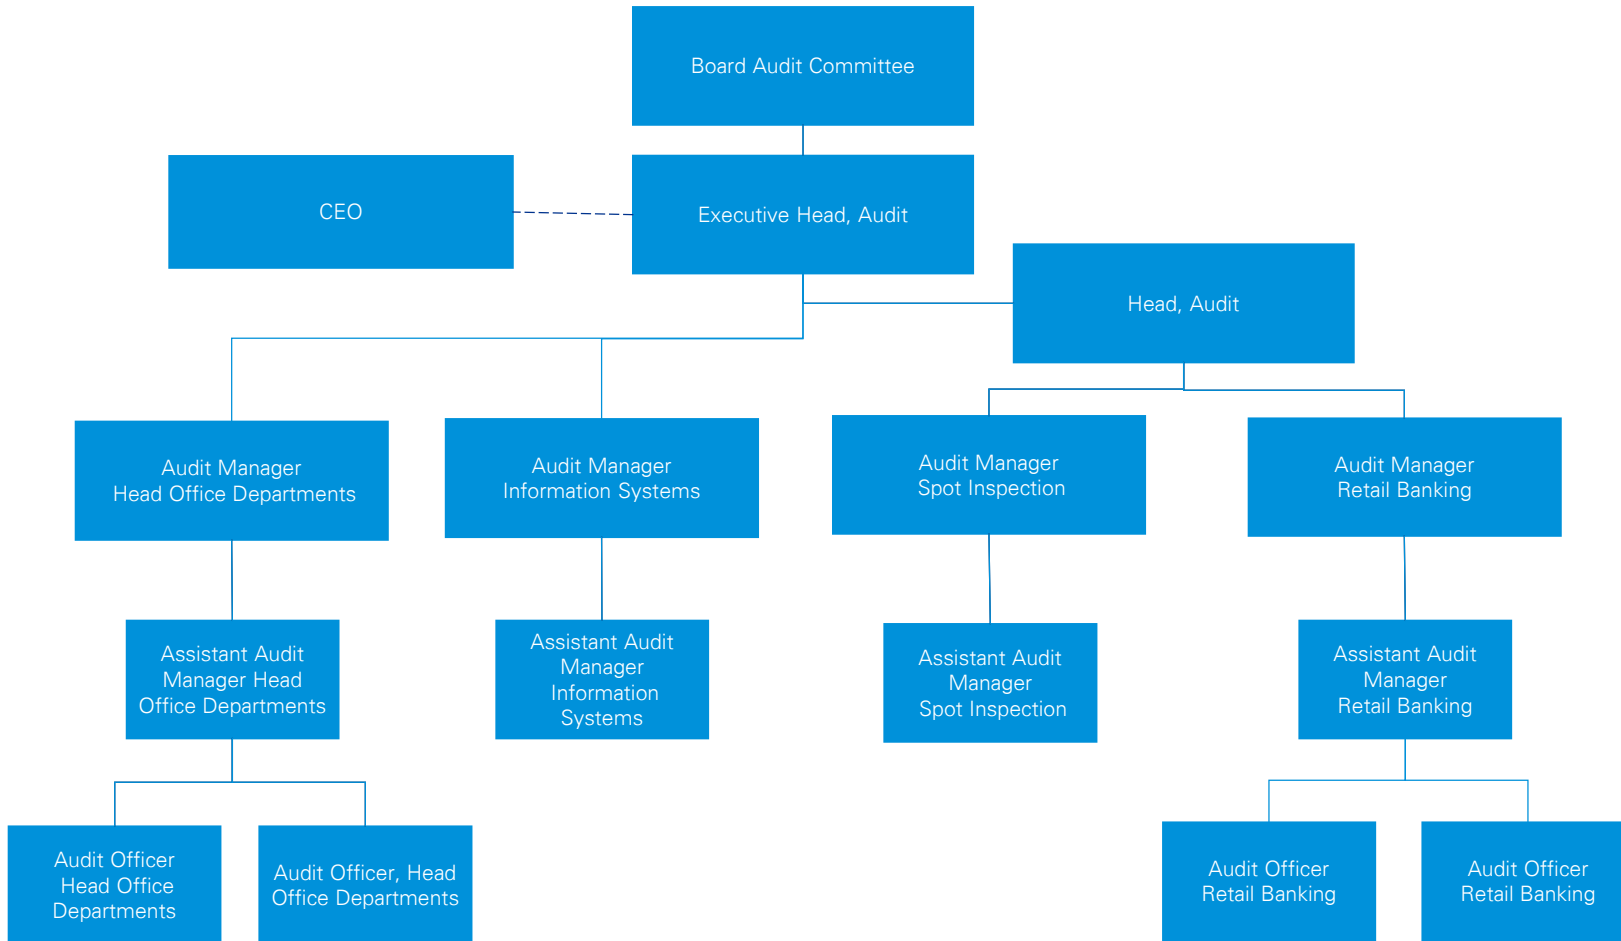 Board Audit Committee
CEO
Executive Head, Audit
Head, Audit
Audit Manager
Head Office Departments
Audit Manager
Information Systems
Audit Manager
Spot Inspection
Audit Manager
Retail Banking
Assistant Audit
Manager Head
Office Departments
Assistant Audit
Manager
Information
Systems
Assistant Audit
Manager
Spot Inspection
Assistant Audit
Manager
Retail Banking
Audit Officer
Head Office
Departments
Audit Officer, Head
Office Departments
Audit Officer
Retail Banking
Audit Officer
Retail Banking